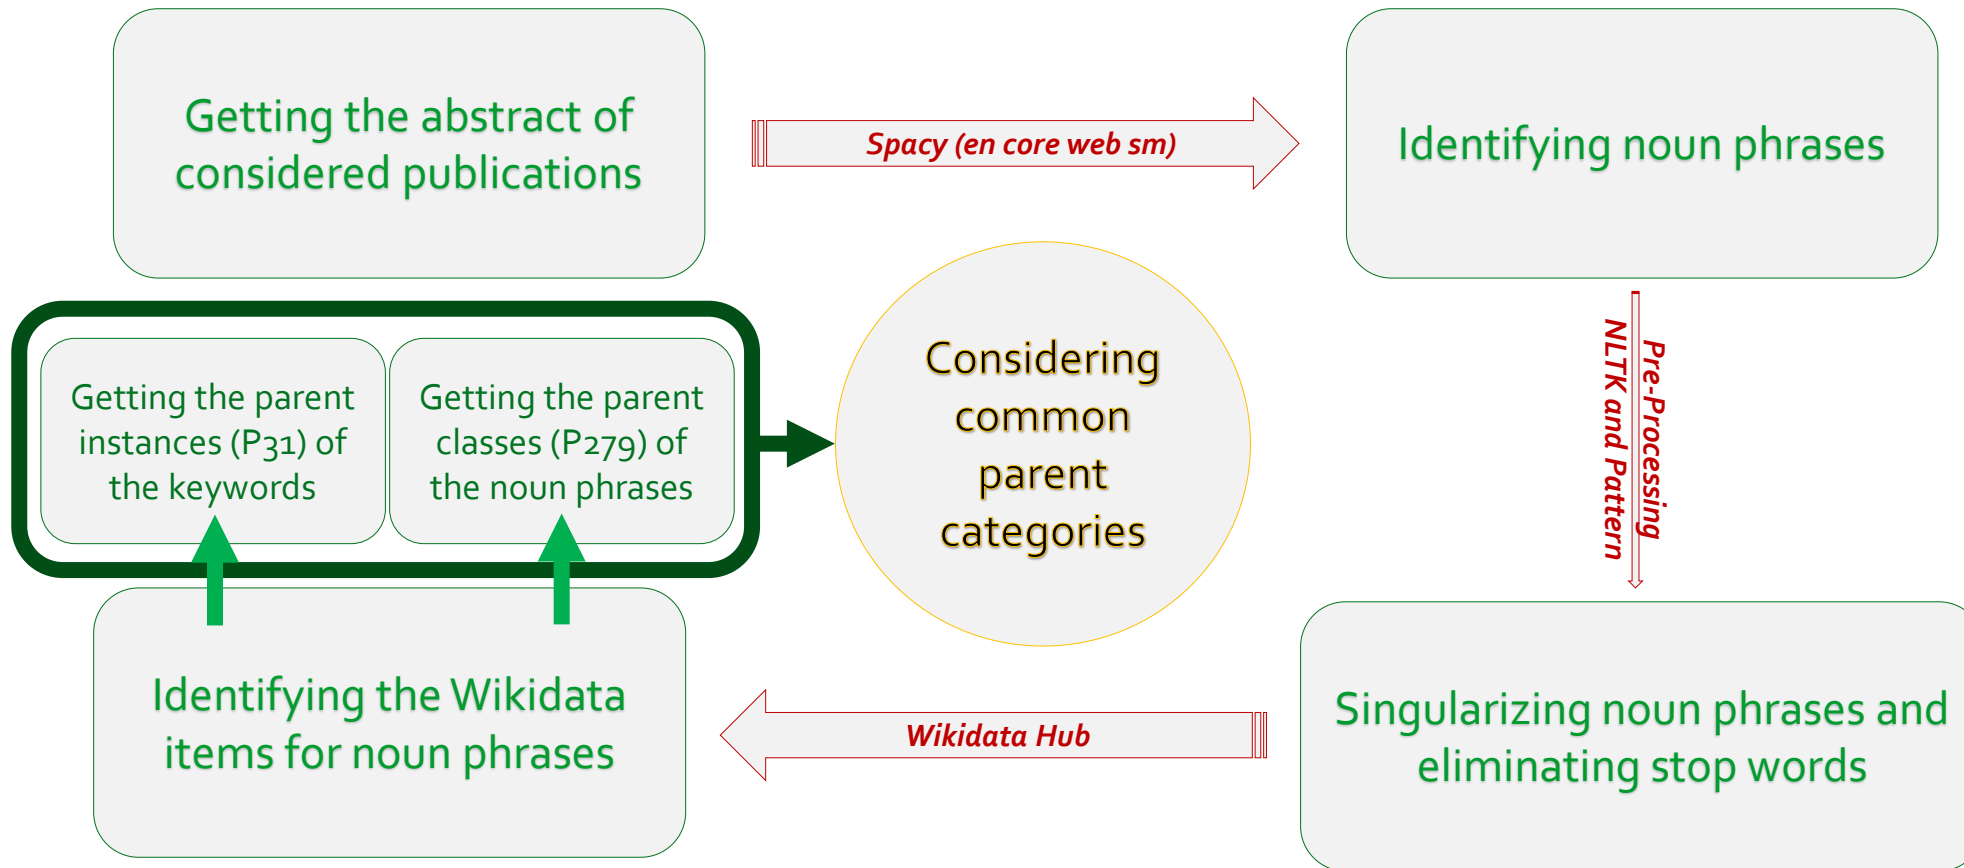 Getting the abstract of
considered publications
Spacy (en core web sm)
Identifying noun phrases
Pre-Processing
NLTK and Pattern
Singularizing noun phrases and
eliminating stop words
Wikidata Hub
Identifying the Wikidata
items for noun phrases
Getting the parent
instances (P31) of
the keywords
Getting the parent
classes (P279) of
the noun phrases
Considering
common
parent
categories